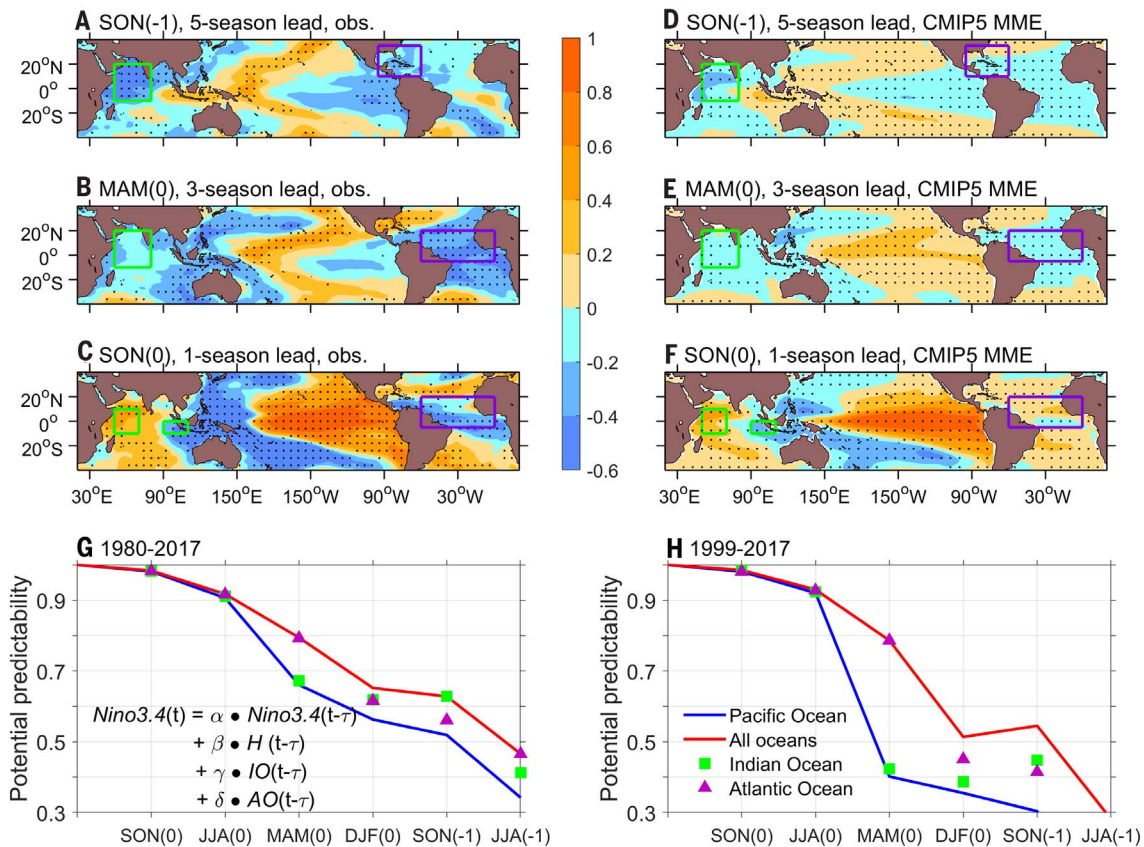 A SON(-1), 5-season lead, obs.
20°N
0°
20°S
B MAM(0), 3-season lead, obs.
20°N
0°
20°S
C SON(0), 1-season lead, obs.
20°N
0°
20°S
30°E 90°E 150°E 150°W 90°W 30°W
1
0.8
0.6
0.4
0.2
0
-0.2
-0.4
-0.6
D SON(-1), 5-season lead, CMIP5 MME
E MAM(0), 3-season lead, CMIP5 MME
F SON(0), 1-season lead, CMIP5 MME
30°E 90°E 150°E 150°W 90°W 30°W
G 1980-2017
Potential predictability
0.9
0.7
0.5
0.3
Nino3.4(t) = α ● Nino3.4(t-τ)
+ β ● H (t-τ)
+ γ ● IO(t-τ)
+ δ ● AO(t-τ)
SON(0) JJA(0) MAM(0) DJF(0) SON(-1) JJA(-1)
H 1999-2017
Potential predictability
0.9
0.7
0.5
0.3
Pacific Ocean
All oceans
Indian Ocean
Atlantic Ocean
SON(0) JJA(0) MAM(0) DJF(0) SON(-1) JJA(-1)